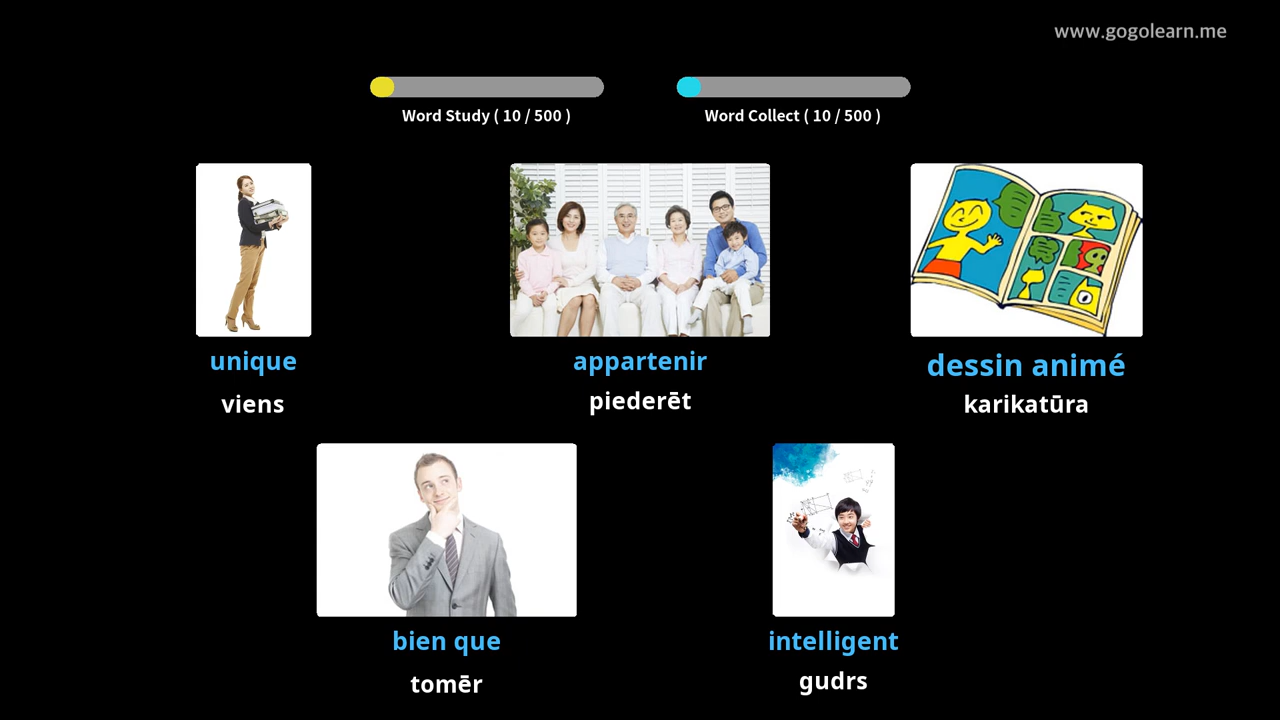 www.gogolearn.me
Word Study ( 10 / 500 )
Word Collect ( 10 / 500 )
unique
viens
appartenir
piederēt
dessin animé
karikatūra
bien que
tomēr
intelligent
gudrs